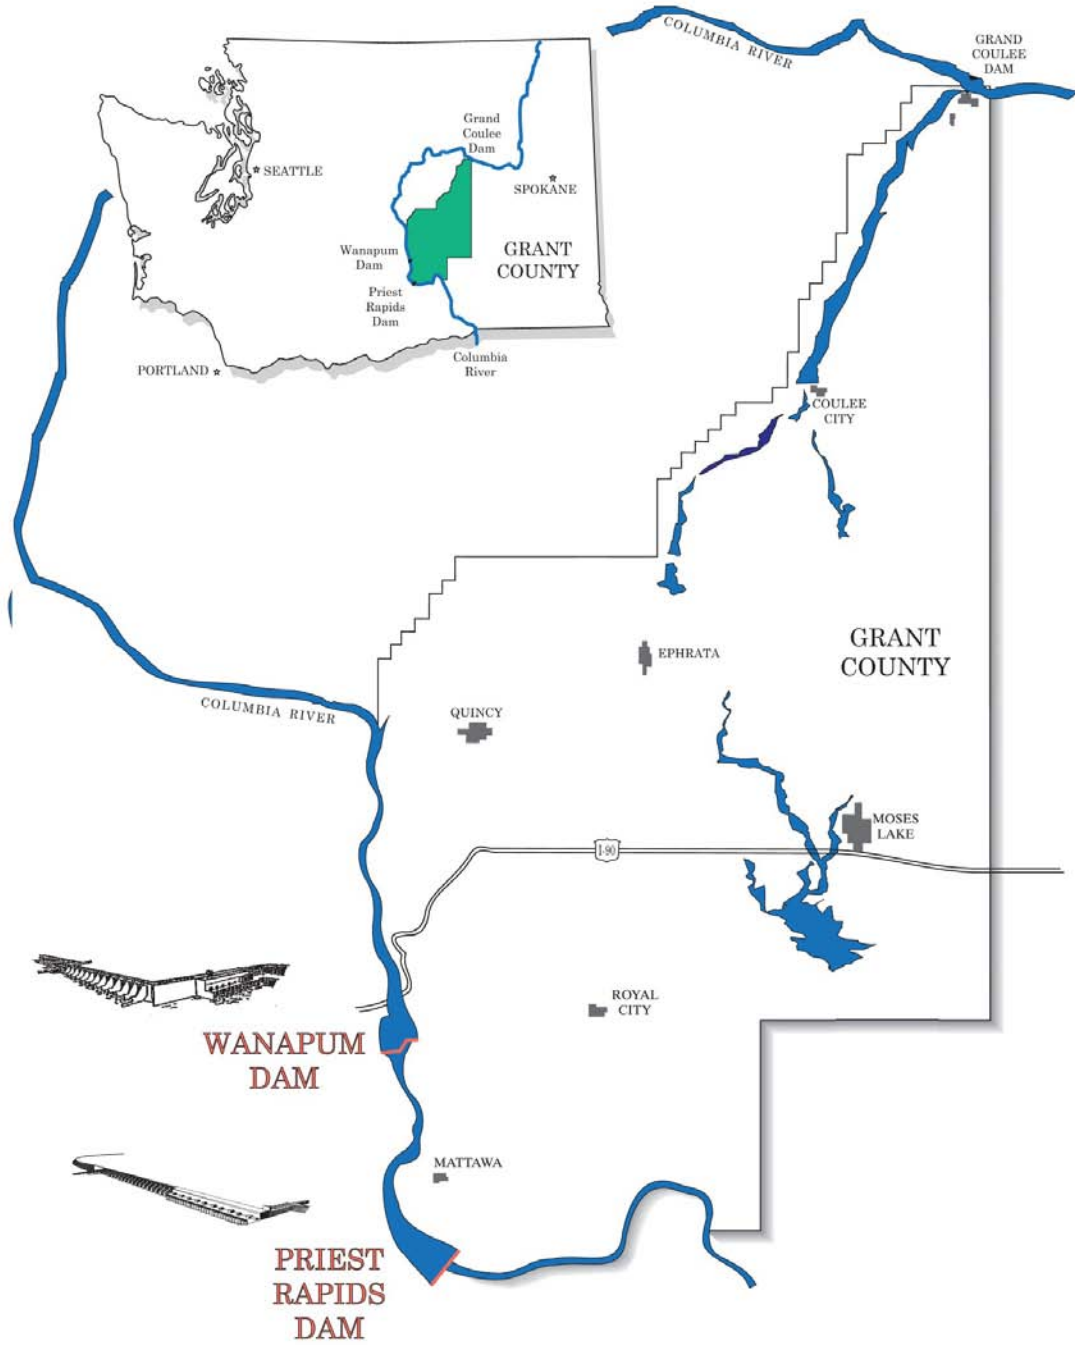 COLUMBIA RIVER
GRAND
COULEE
DAM
Grand
Coulee
Dam
SEATTLE
SPOKANE
Wanapum
Dam
GRANT
COUNTY
Priest
Rapids
Dam
PORTLAND
Columbia
River
COULEE
CITY
GRANT
COUNTY
EPHRATA
COLUMBIA RIVER
QUINCY
MOSES
LAKE
I-90
ROYAL
CITY
WANAPUM
DAM
MATTAWA
PRIEST
RAPIDS
DAM